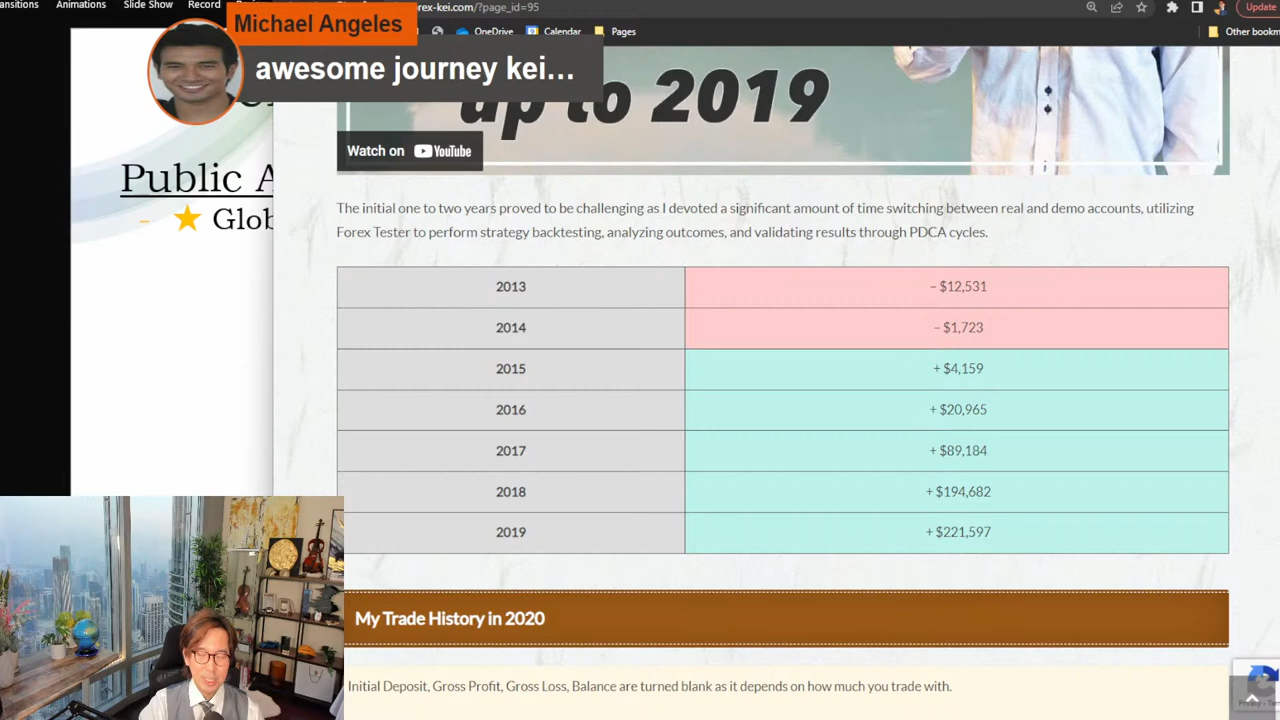 ansitions Animations Slide Show Record
orex-kei.com/?page_id=95
Update
OneDrive Calendar Pages Other bookm
Michael Angeles
awesome journey kei...
Public A
Glob
up to 2019
Watch on YouTube
The initial one to two years proved to be challenging as I devoted a significant amount of time switching between real and demo accounts, utilizing
Forex Tester to perform strategy backtesting, analyzing outcomes, and validating results through PDCA cycles.
2013 – $12,531
2014 – $1,723
2015 + $4,159
2016 + $20,965
2017 + $89,184
2018 + $194,682
2019 + $221,597
My Trade History in 2020
Initial Deposit, Gross Profit, Gross Loss, Balance are turned blank as it depends on how much you trade with.